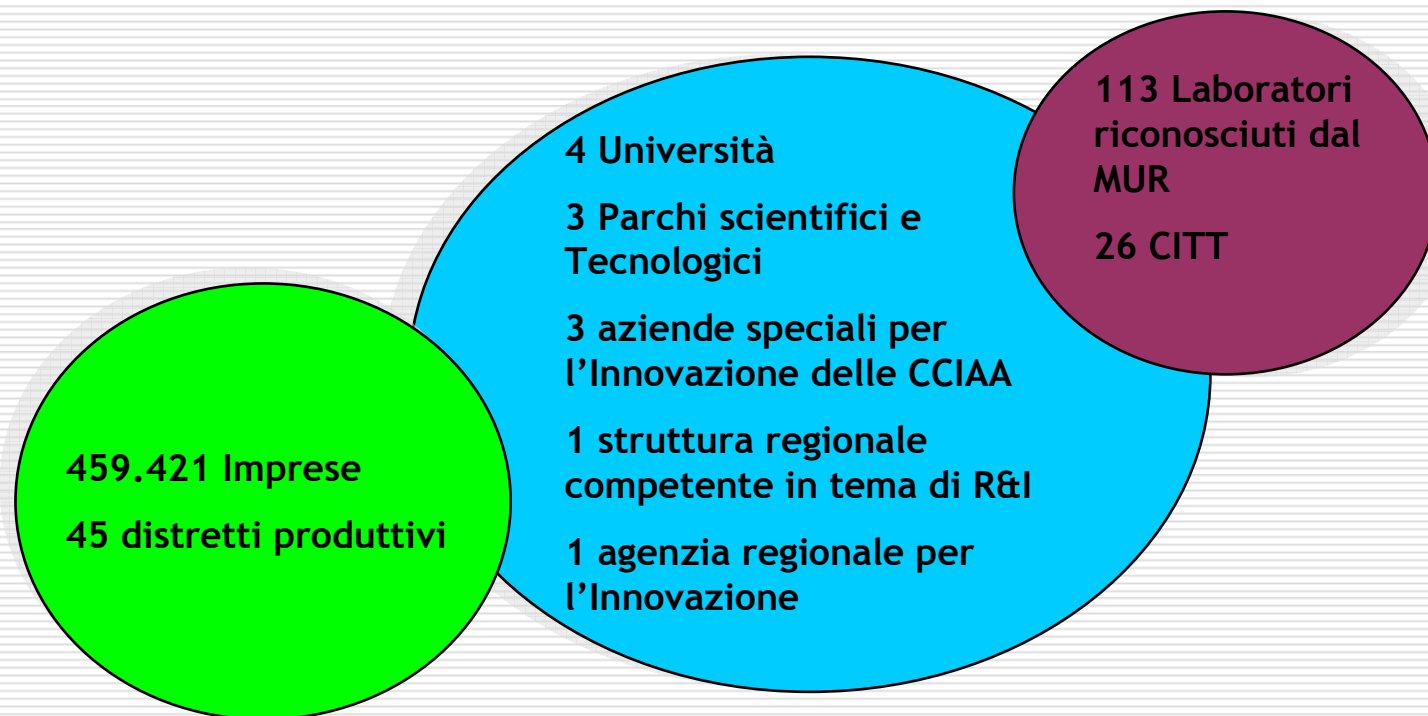 459.421 Imprese
45 distretti produttivi
4 Università
3 Parchi scientifici e
Tecnologici
3 aziende speciali per
l’Innovazione delle CCIAA
1 struttura regionale
competente in tema di R&I
1 agenzia regionale per
l’Innovazione
113 Laboratori
riconosciuti dal
MUR
26 CITT